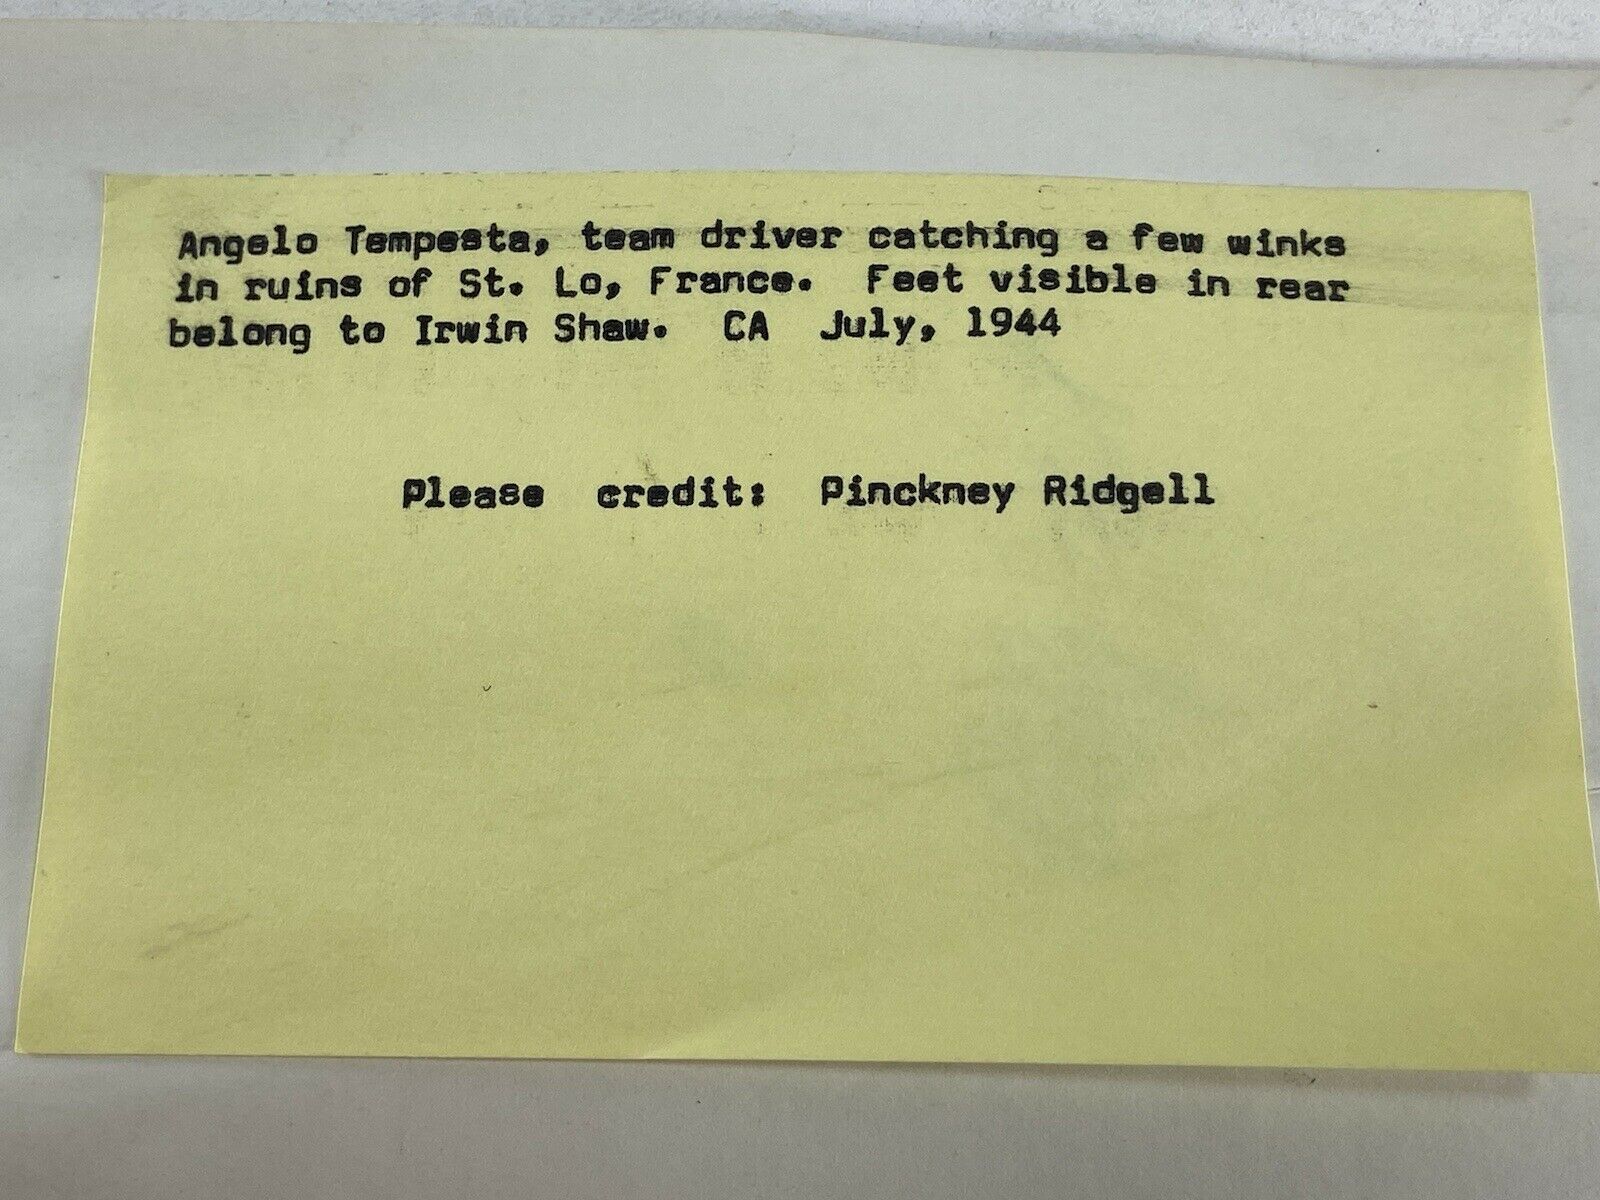 Angelo Tempesta, team driver catching a few winks
in ruins of St. Lo, France. Feet visible in rear
belong to Irwin Shaw. CA July, 1944
Please credit: Pinckney Ridgell